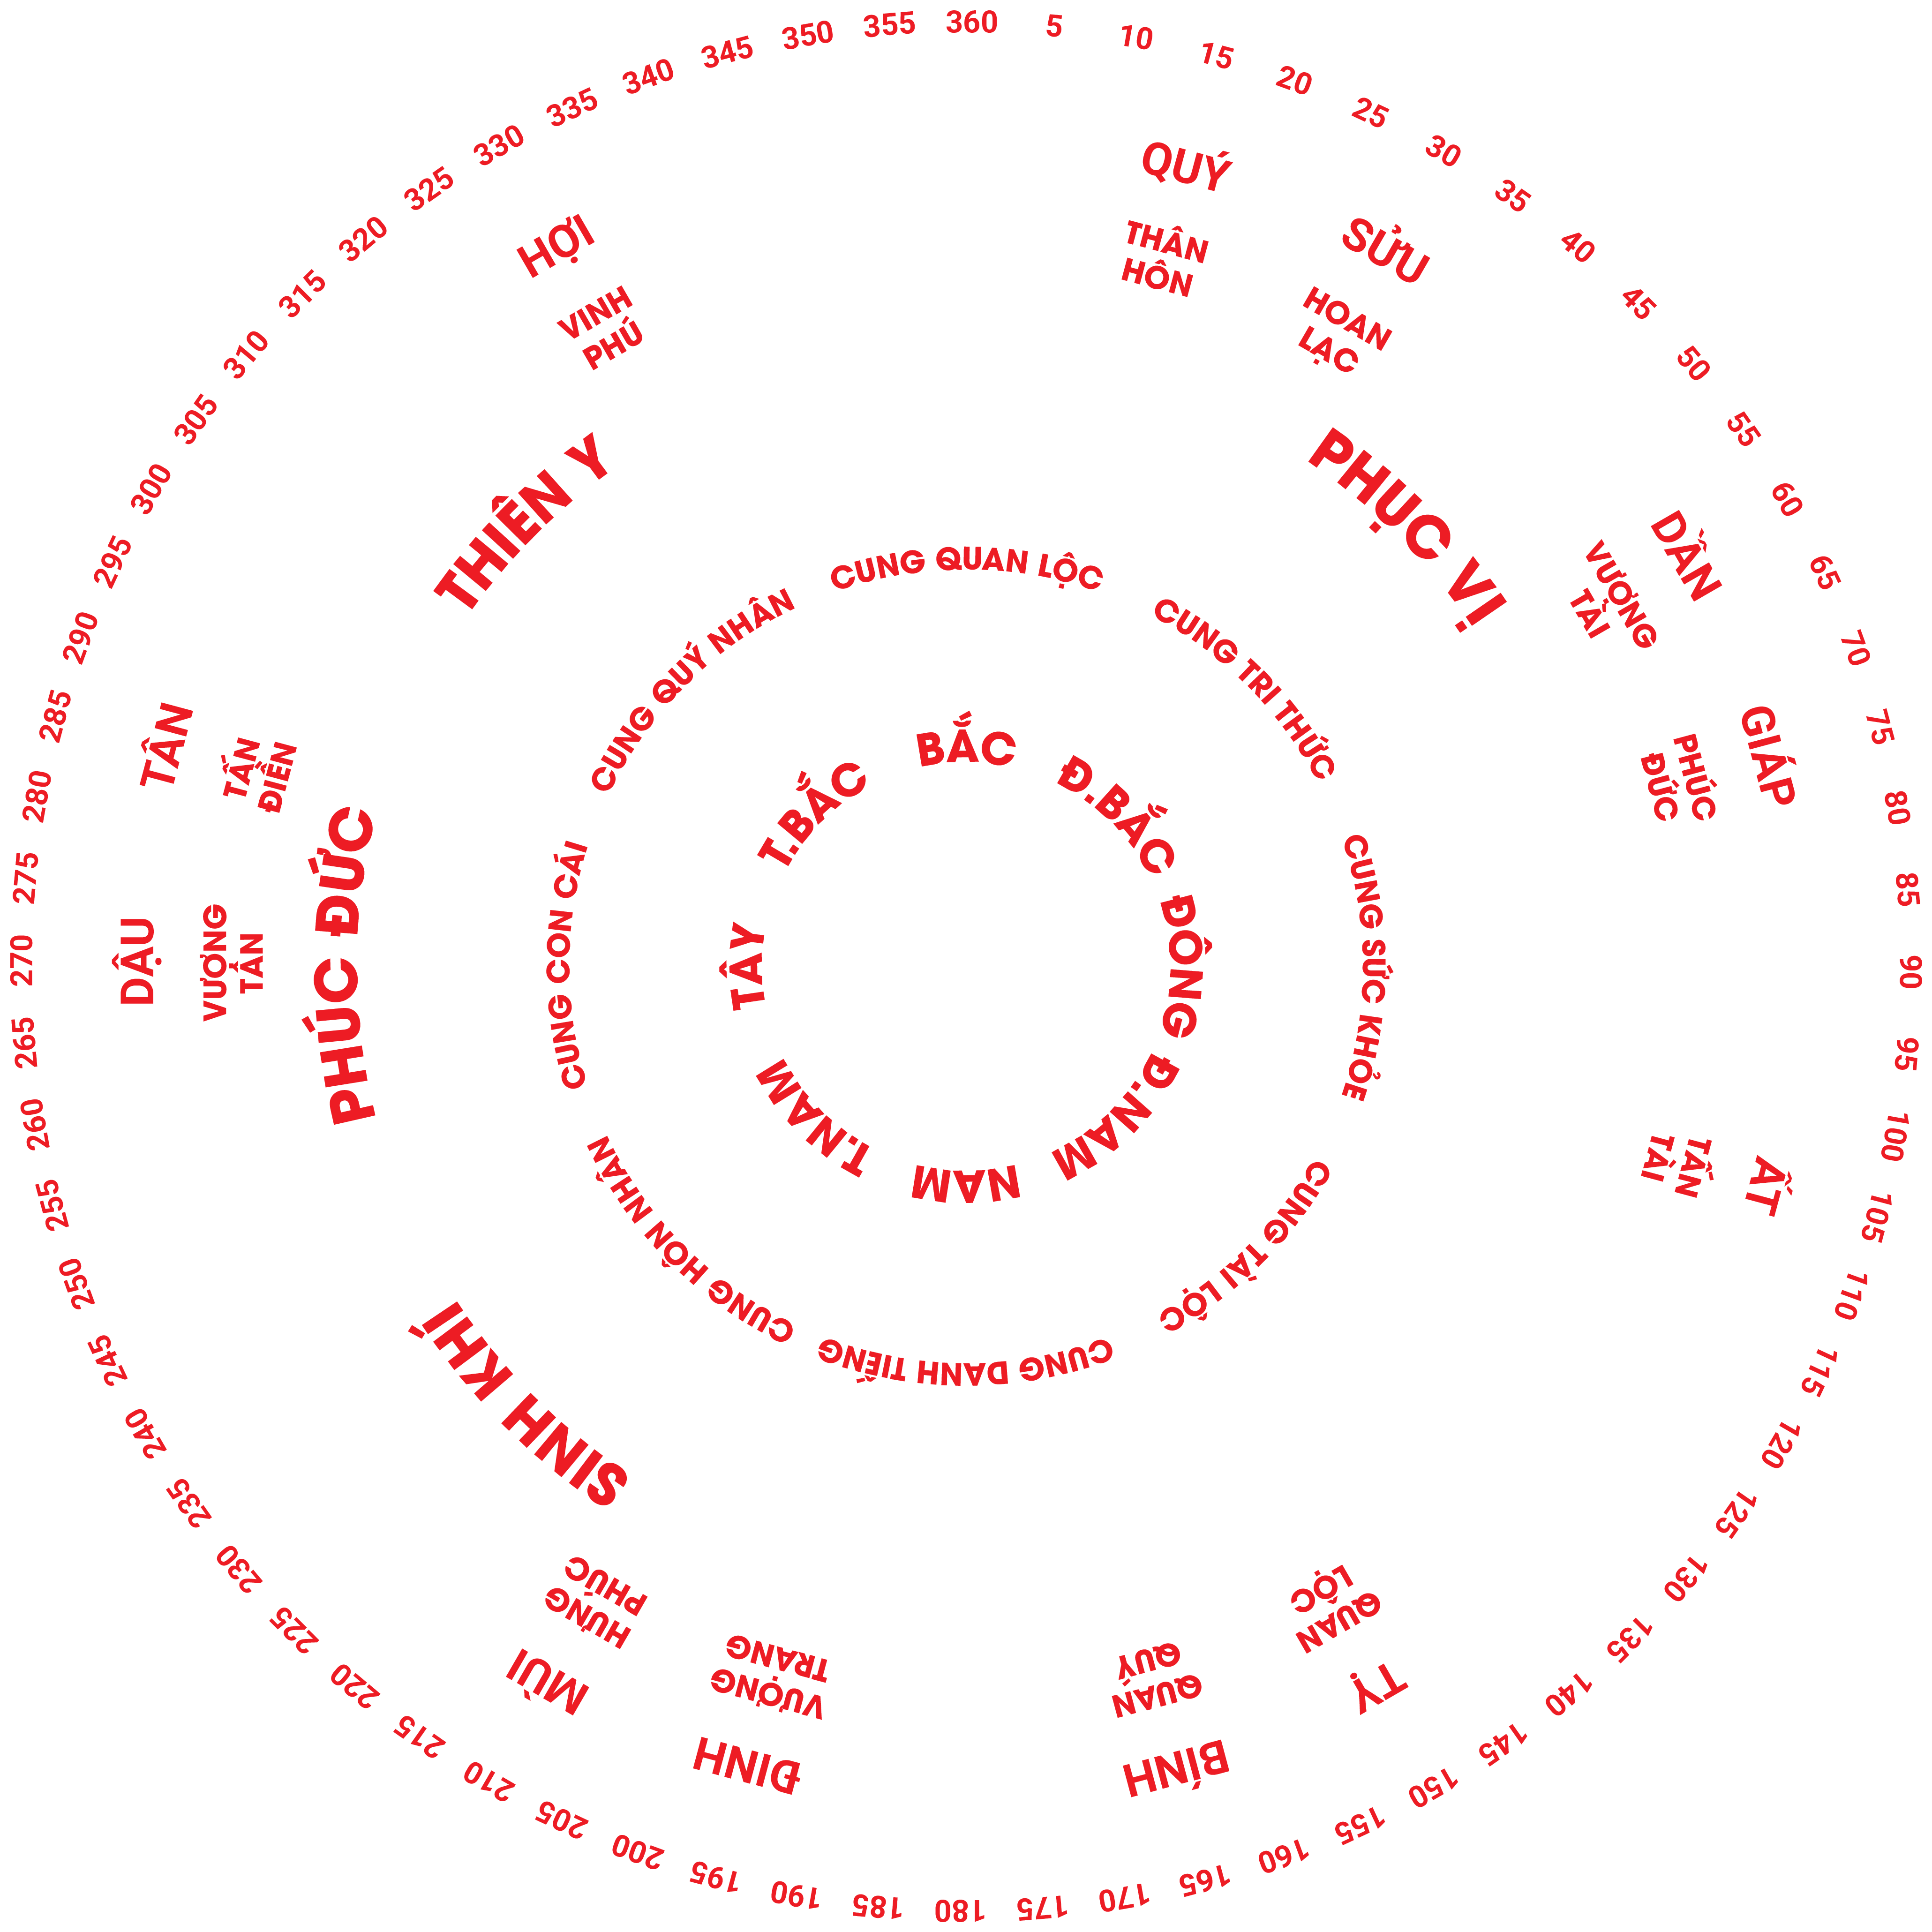 360
5
10
15
20
25
30
35
40
45
50
55
60
65
70
75
80
85
90
95
100
105
110
115
120
125
130
135
140
145
150
155
160
165
170
175
180
185
190
195
200
205
210
215
220
225
230
235
240
245
250
255
260
265
270
275
280
285
290
295
300
305
310
315
320
325
330
335
340
345
350
355
QUÝ
THÂN
HÔN
SỬU
HOAN
LẠC
DẦN
VƯỢNG
TÀI
GIÁP
PHÚC
ĐỨC
ẤT
TẤN
TÀI
TỴ
QUAN
LỘC
BÍNH
QUAN
QUÝ
ĐINH
VƯỢNG
TRANG
MÙI
HƯNG
PHÚC
DẬU
VƯƠNG
TẦN
TÂN
TẤN
ĐIỀN
HỢI
VINH
PHÚ
PHỤC VỊ
SINH KHÍ
PHÚC ĐỨC
THIÊN Y
CUNG QUAN LỘC
CUNG TRI THỨC
CUNG SỨC KHỎE
CUNG TÀI LỘC
CUNG DANH TIẾNG
CUNG HÔN NHÂN
CUNG CON CÁI
CUNG QUÝ NHÂN
BẮC
Đ.BẮC
ĐÔNG
Đ.NAM
NAM
T.NAM
TÂY
T.BẮC